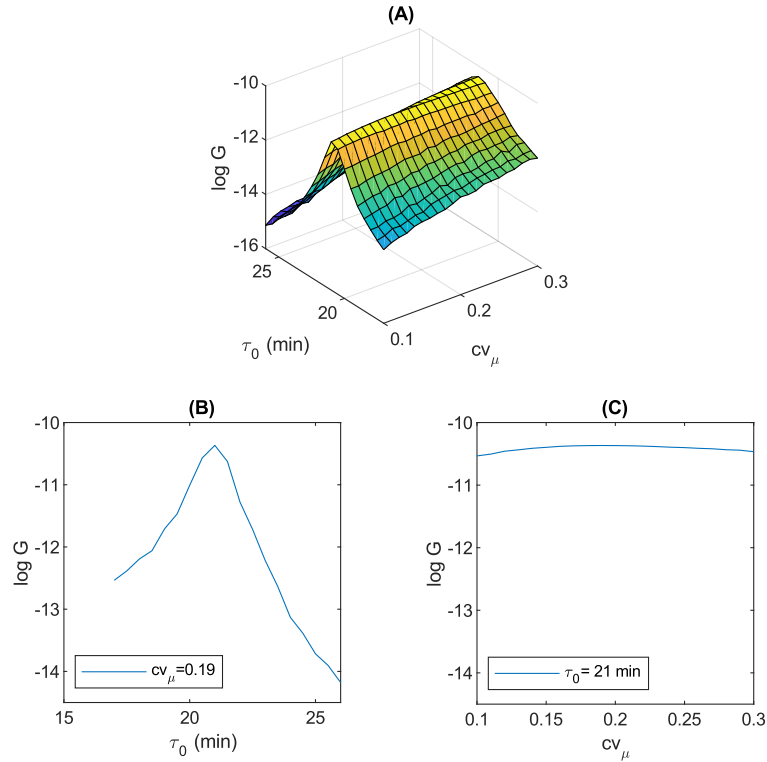 (A)
-10
-12
-14
-16
log G
25
20
τ0 (min)
0.1
0.2
0.3
cvμ
(B)
-10
-11
-12
-13
-14
log G
cvμ=0.19
15
20
25
τ0 (min)
(C)
-10
-11
-12
-13
-14
log G
τ0= 21 min
0.1
0.15
0.2
0.25
0.3
cvμ